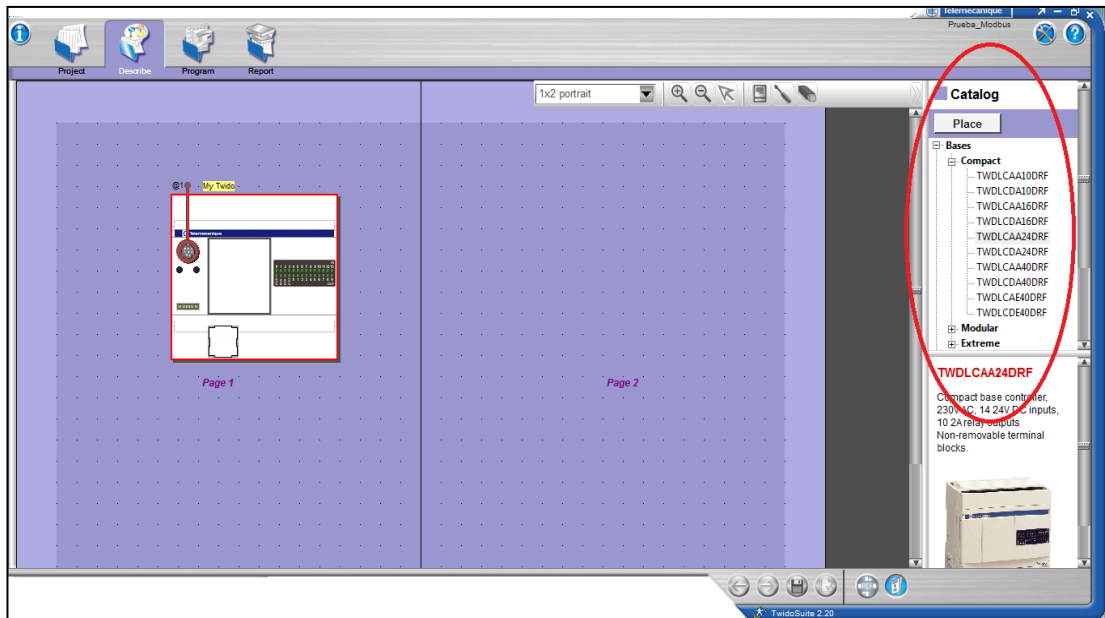 Telemecanique
Prueba_Modbus
Project
Describe
Program
Report
1x2 portrait
Catalog
Place
Bases
Compact
TWDLCAA10DRF
TWDLCDA10DRF
TWDLCAA16DRF
TWDLCDA16DRF
TWDLCAA24DRF
TWDLCDA24DRF
TWDLCAA40DRF
TWDLCDA40DRF
TWDLCAE40DRF
TWDLCDE40DRF
Modular
Extreme
@1 My Twido
Telemecanique
Page 1
Page 2
TWDLCAA24DRF
Compact base controller,
230V AC, 14 24V DC inputs,
10 2A relay outputs
Non-removable terminal
blocks.
TwidoSuite 2.20